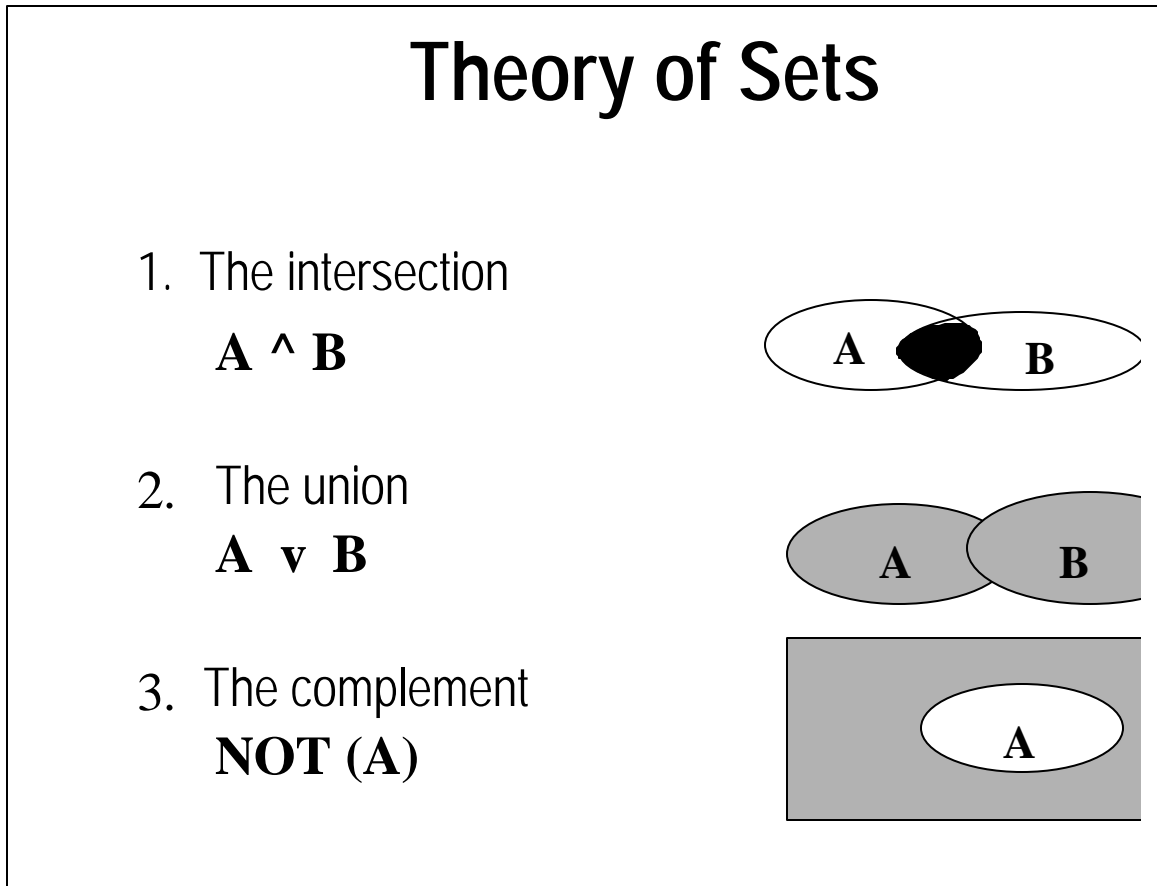 Theory of Sets
1. The intersection
A ^ B
A B
2. The union
A v B
A B
3. The complement
NOT (A)
A